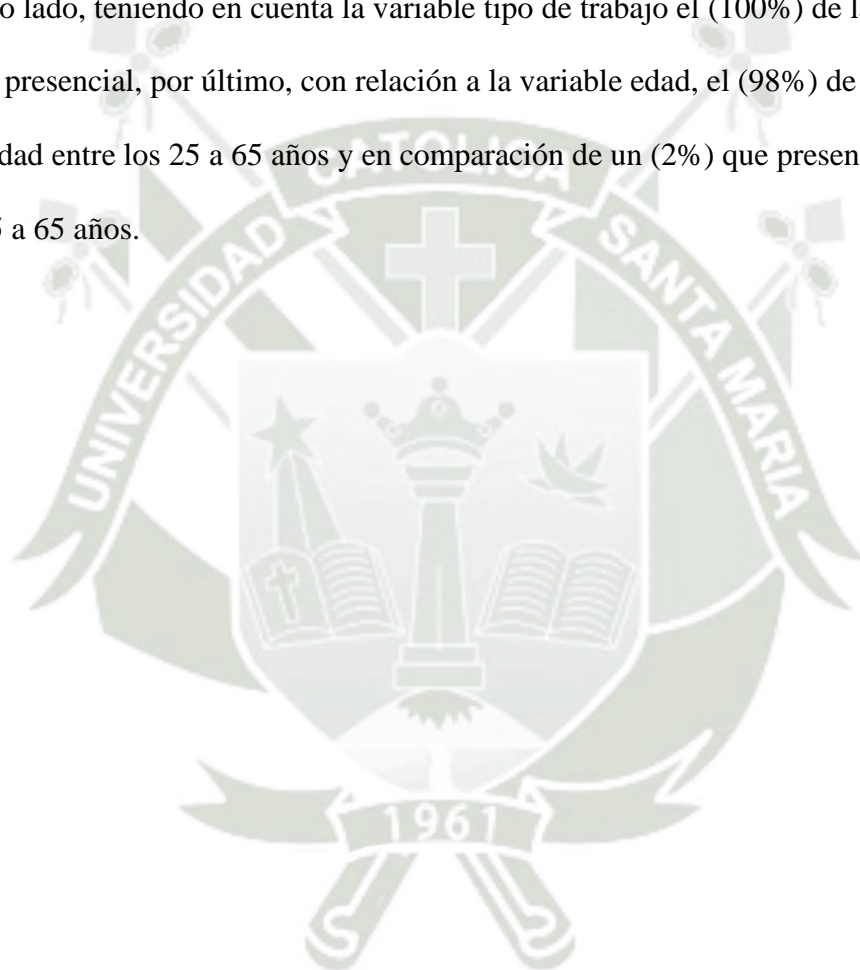 o lado, teniendo en cuenta la variable tipo de trabajo el (100%) de l
presencial, por último, con relación a la variable edad, el (98%) de
dad entre los 25 a 65 años y en comparación de un (2%) que presen
a 65 años.
UNIVERSIDAD CATOLICA SANTA MARIA
1961